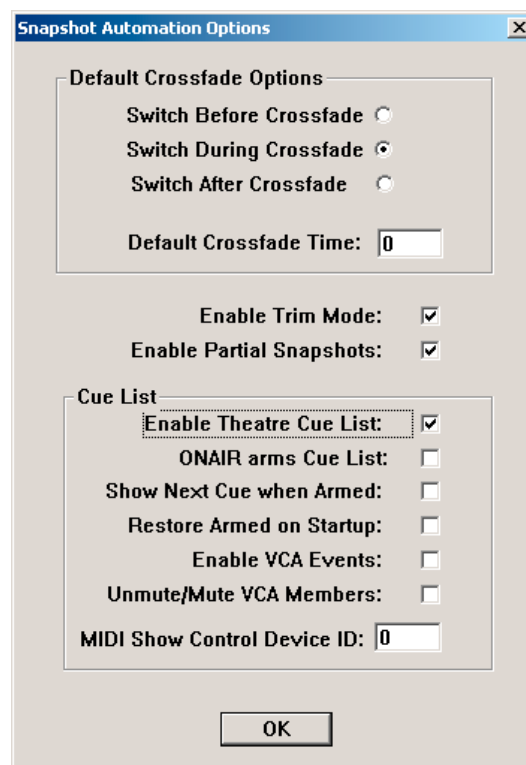 Snapshot Automation Options
Default Crossfade Options
Switch Before Crossfade
Switch During Crossfade
Switch After Crossfade
Default Crossfade Time: 0
Enable Trim Mode:
Enable Partial Snapshots:
Cue List
Enable Theatre Cue List:
ONAIR arms Cue List:
Show Next Cue when Armed:
Restore Armed on Startup:
Enable VCA Events:
Unmute/Mute VCA Members:
MIDI Show Control Device ID: 0
OK